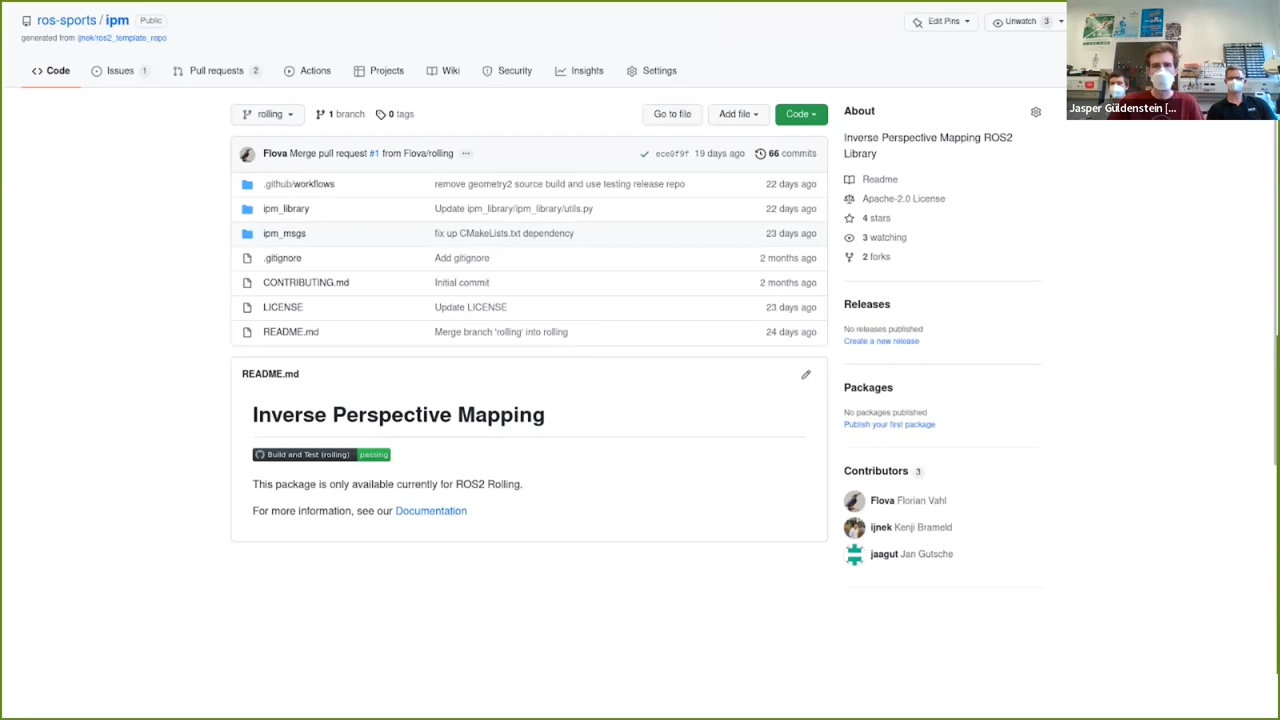 ros-sports / ipm Public
generated from ijnek/ros2_template_repo
Edit Pins
Unwatch 3
Code
Issues 1
Pull requests 2
Actions
Projects
Wiki
Security
Insights
Settings
Jasper Güldenstein [...
rolling
1 branch
0 tags
Go to file
Add file
Code
Flova Merge pull request #1 from Flova/rolling ...
ece0f9f 19 days ago
66 commits
.github/workflows remove geometry2 source build and use testing release repo 22 days ago
ipm_library Update ipm_library/ipm_library/utils.py 22 days ago
ipm_msgs fix up CMakeLists.txt dependency 23 days ago
.gitignore Add gitignore 2 months ago
CONTRIBUTING.md Initial commit 2 months ago
LICENSE Update LICENSE 23 days ago
README.md Merge branch 'rolling' into rolling 24 days ago
README.md
Inverse Perspective Mapping
Build and Test (rolling) passing
This package is only available currently for ROS2 Rolling.
For more information, see our Documentation
About
Inverse Perspective Mapping ROS2
Library
Readme
Apache-2.0 License
4 stars
3 watching
2 forks
Releases
No releases published
Create a new release
Packages
No packages published
Publish your first package
Contributors 3
Flova Florian Vahl
ijnek Kenji Brameld
jaagut Jan Gutsche